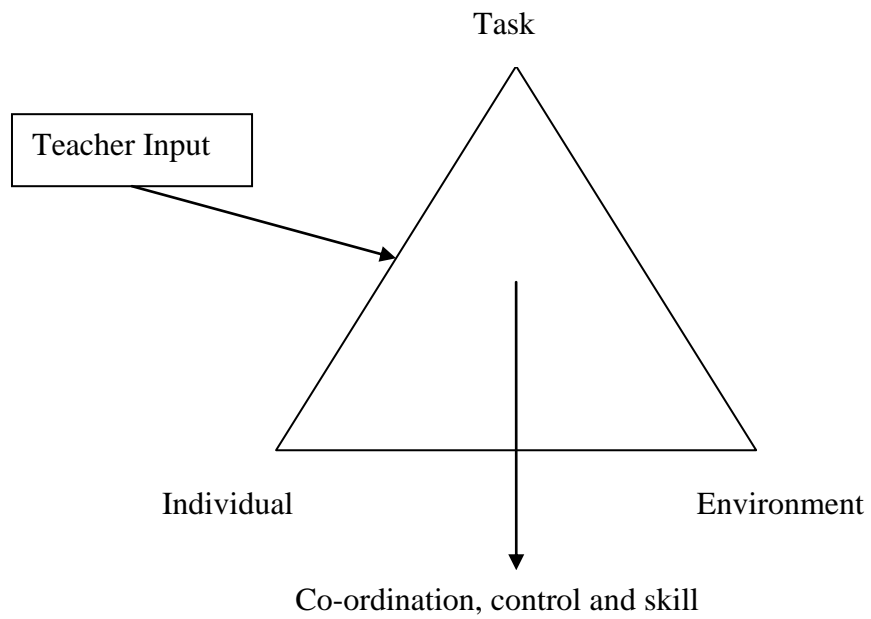 Task
Teacher Input
Individual
Environment
Co-ordination, control and skill